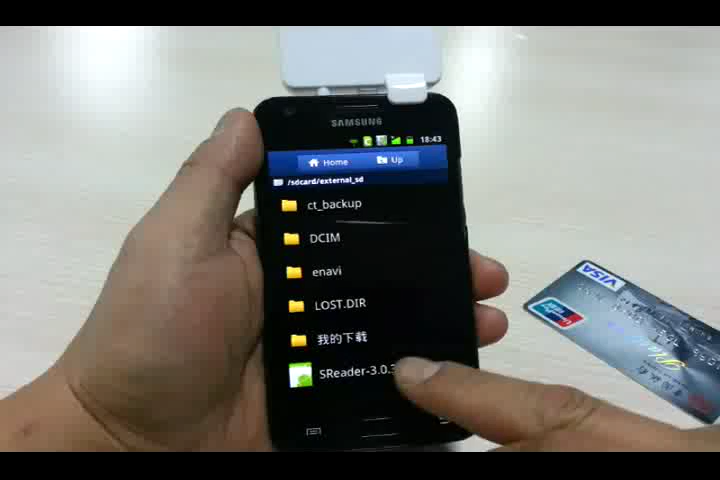 SAMSUNG
18:43
Home
Up
/sdcard/external_sd
ct_backup
DCIM
enavi
LOST.DIR
我的下载
SReader-3.0.3
VISA